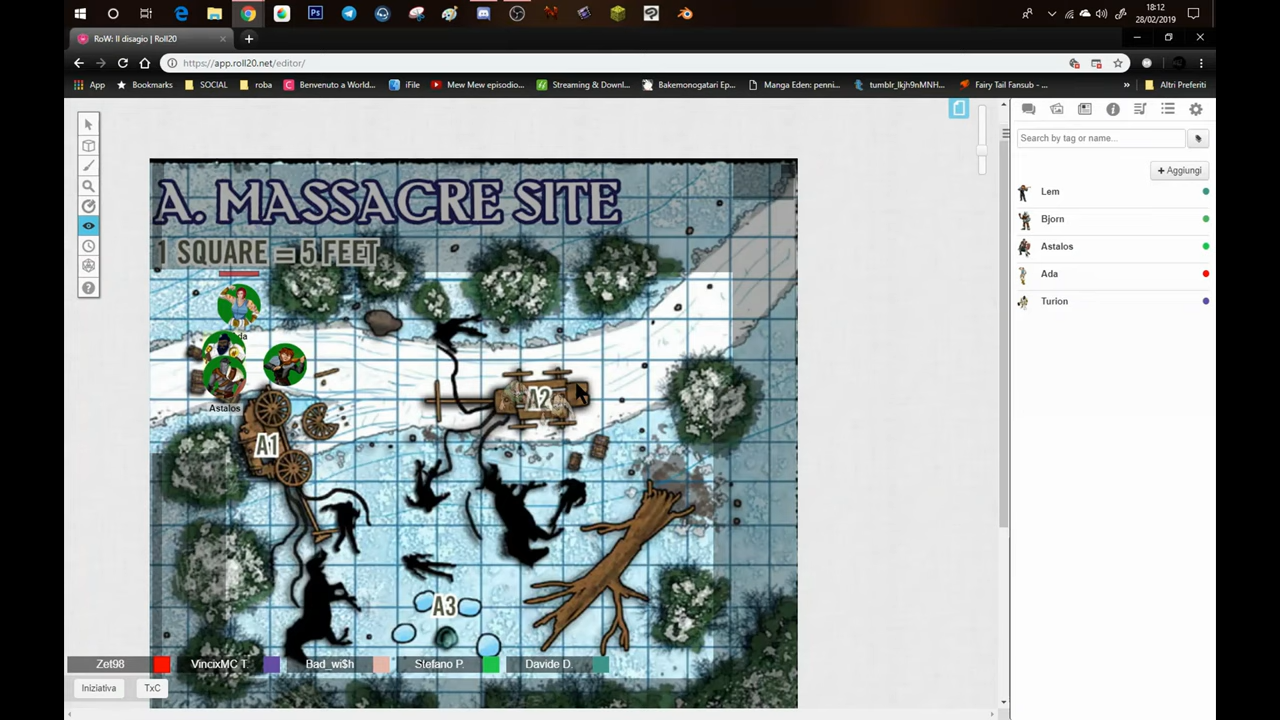 18:12
28/02/2019
RoW: Il disagio | Roll20
https://app.roll20.net/editor/
App
Bookmarks
SOCIAL
roba
Benvenuto a World...
iFile
Mew Mew episodio...
Streaming & Downl...
Bakemonogatari Ep...
Manga Eden: penni...
tumblr_lkjh9nMNH...
Fairy Tail Fansub - ...
»
Altri Preferiti
Search by tag or name...
+ Aggiungi
Lem
Bjorn
Astalos
Ada
Turion
A. MASSACRE SITE
1 SQUARE = 5 FEET
Astalos
A2
A1
A3
Zet98
VincixMC T.
Bad_wi$h
Stefano P.
Davide D.
Iniziativa
TxC